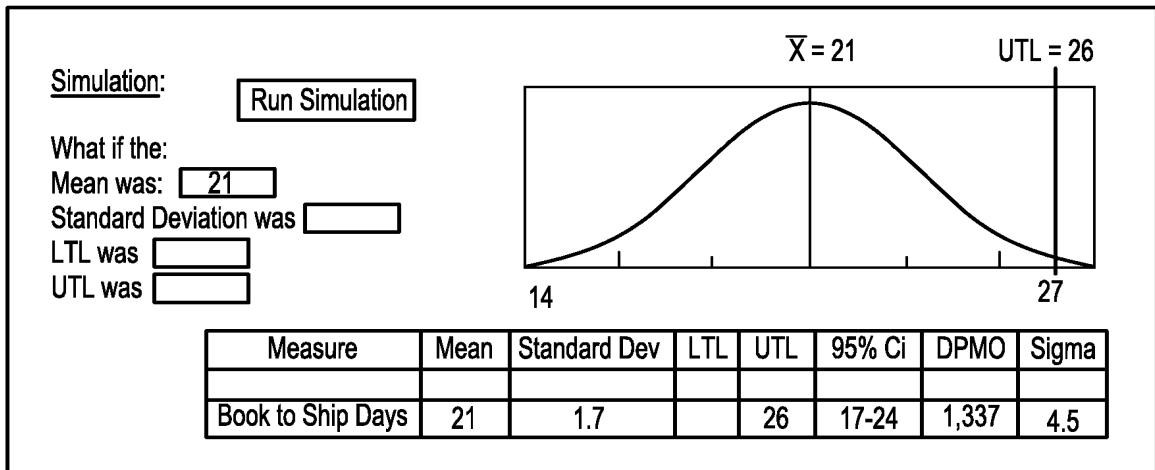 X̅ = 21 UTL = 26
Simulation:
Run Simulation
What if the:
Mean was: 21
Standard Deviation was
LTL was
UTL was
14 27
Measure Mean Standard Dev LTL UTL 95% Ci DPMO Sigma
Book to Ship Days 21 1.7 26 17-24 1,337 4.5